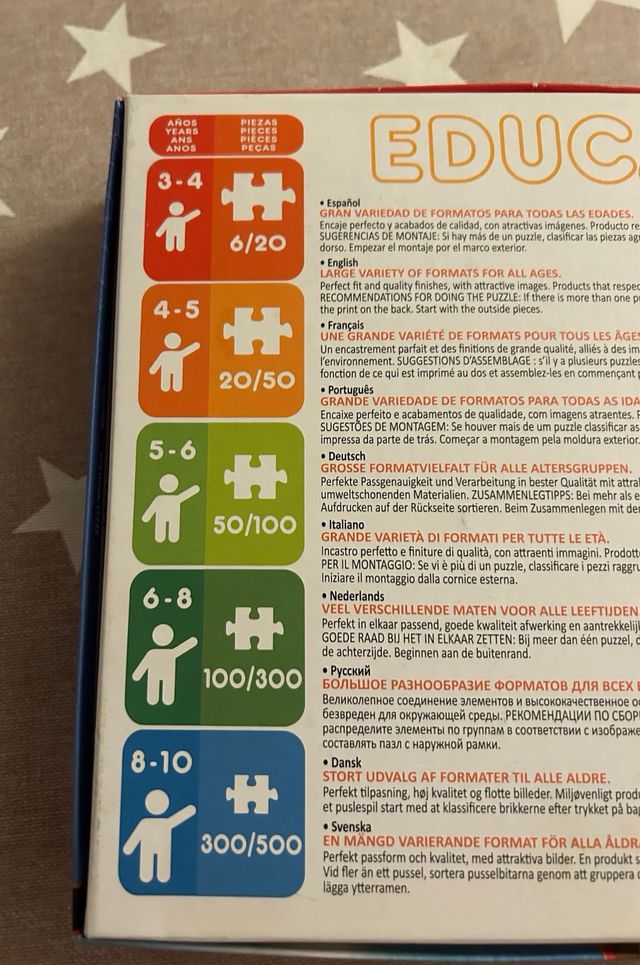 AÑOS
YEARS
ANS
ANOS
PIEZAS
PIECES
PIÈCES
PEÇAS
3-4
6/20
4-5
20/50
5-6
50/100
6-8
100/300
8-10
300/500
EDUC
• Español
GRAN VARIEDAD DE FORMATOS PARA TODAS LAS EDADES.
Encaje perfecto y acabados de calidad, con atractivas imágenes. Producto
SUGERENCIAS DE MONTAJE: Si hay más de un puzzle, clasificar las piezas
dorso. Empezar el montaje por el marco exterior.
• English
LARGE VARIETY OF FORMATS FOR ALL AGES.
Perfect fit and quality finishes, with attractive images. Products that
RECOMMENDATIONS FOR DOING THE PUZZLE: If there is more than one
the print on the back. Start with the outside pieces.
• Français
UNE GRANDE VARIÉTÉ DE FORMATS POUR TOUS LES
Un encastrement parfait et des finitions de grande qualité, alliés à des
l'environnement. SUGGESTIONS D'ASSEMBLAGE : s'il y a plusieurs
fonction de ce qui est imprimé au dos et assemblez-les en commençant
• Português
GRANDE VARIEDADE DE FORMATOS PARA TODAS AS
Encaixe perfeito e acabamentos de qualidade, com imagens atraentes.
SUGESTÕES DE MONTAGEM: Se houver mais de um puzzle classificar as
impressa da parte de trás. Começar a montagem pela moldura exterior.
• Deutsch
GROSSE FORMATVIELFALT FÜR ALLE ALTERSGRUPPEN.
Perfekte Passgenauigkeit und Verarbeitung in bester Qualität mit
umweltschonenden Materialien. ZUSAMMENLEGTIPPS: Bei mehr als
Aufdrucken auf der Rückseite sortieren. Beim Zusammenlegen mit
• Italiano
GRANDE VARIETÀ DI FORMATI PER TUTTE LE ETÀ.
Incastro perfetto e finiture di qualità, con attraenti immagini.
PER IL MONTAGGIO: Se vi è più di un puzzle, classificare i pezzi
Iniziare il montaggio dalla cornice esterna.
• Nederlands
VEEL VERSCHILLENDE MATEN VOOR ALLE LEEFTIJDEN
Perfekt in elkaar passend, goede kwaliteit afwerking en
GOEDE RAAD BIJ HET IN ELKAAR ZETTEN: Bij meer dan één puzzel,
de achterzijde. Beginnen aan de buitenrand.
• Русский
БОЛЬШОЕ РАЗНООБРАЗИЕ ФОРМАТОВ ДЛЯ ВСЕХ
Великолепное соединение элементов и высококачественное
безвреден для окружающей среды. РЕКОМЕНДАЦИИ ПО
распределите элементы по группам в соответствии с
составлять пазл с наружной рамки.
• Dansk
STORT UDVALG AF FORMATER TIL ALLE ALDRE.
Perfekt tilpasning, høj kvalitet og flotte billeder. Miljøvenligt
et puslespil start med at klassificere brikkerne efter trykket på
• Svenska
EN MÄNGD VARIERANDE FORMAT FÖR ALLA
Perfekt passform och kvalitet, med attraktiva bilder. En produkt
Vid fler än ett pussel, sortera pusselbitarna genom att gruppera
lägga ytterramen.